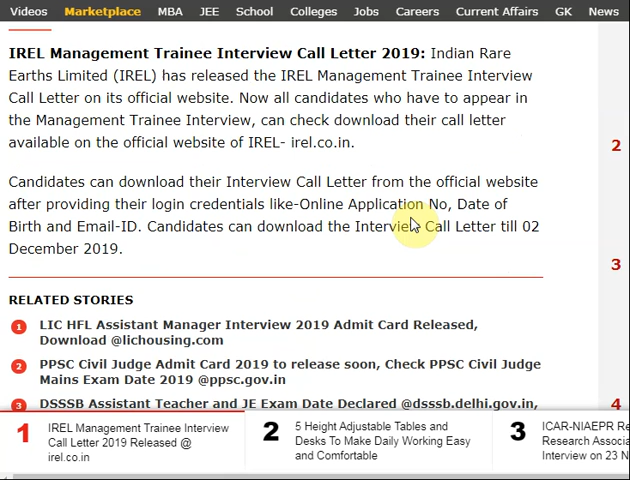 Videos Marketplace MBA JEE School Colleges Jobs Careers Current Affairs GK News
IREL Management Trainee Interview Call Letter 2019: Indian Rare
Earths Limited (IREL) has released the IREL Management Trainee Interview
Call Letter on its official website. Now all candidates who have to appear in
the Management Trainee Interview, can check download their call letter
available on the official website of IREL- irel.co.in.
2
Candidates can download their Interview Call Letter from the official website
after providing their login credentials like-Online Application No, Date of
Birth and Email-ID. Candidates can download the Interview Call Letter till 02
December 2019.
3
RELATED STORIES
1 LIC HFL Assistant Manager Interview 2019 Admit Card Released,
Download @lichousing.com
2 PPSC Civil Judge Admit Card 2019 to release soon, Check PPSC Civil Judge
Mains Exam Date 2019 @ppsc.gov.in
3 DSSSB Assistant Teacher and JE Exam Date Declared @dsssb.delhi.gov.in,
4
1 IREL Management Trainee Interview
Call Letter 2019 Released @
irel.co.in
2 5 Height Adjustable Tables and
Desks To Make Daily Working Easy
and Comfortable
3 ICAR-NIAEPR Re
Research Associa
Interview on 23 N